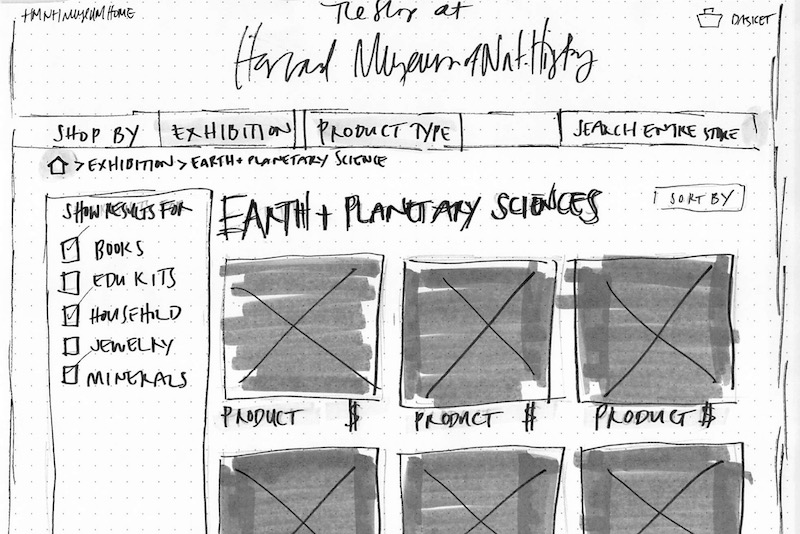 HMNH MUSEUM HOME
BASKET
The Shop at
Harvard Museum of Nat. History
SHOP BY EXHIBITION PRODUCT TYPE SEARCH ENTIRE STORE
> EXHIBITION > EARTH + PLANETARY SCIENCE
SHOW RESULTS FOR
BOOKS
EDU KITS
HOUSEHOLD
JEWELRY
MINERALS
EARTH + PLANETARY SCIENCES
SORT BY
PRODUCT $
PRODUCT $
PRODUCT $